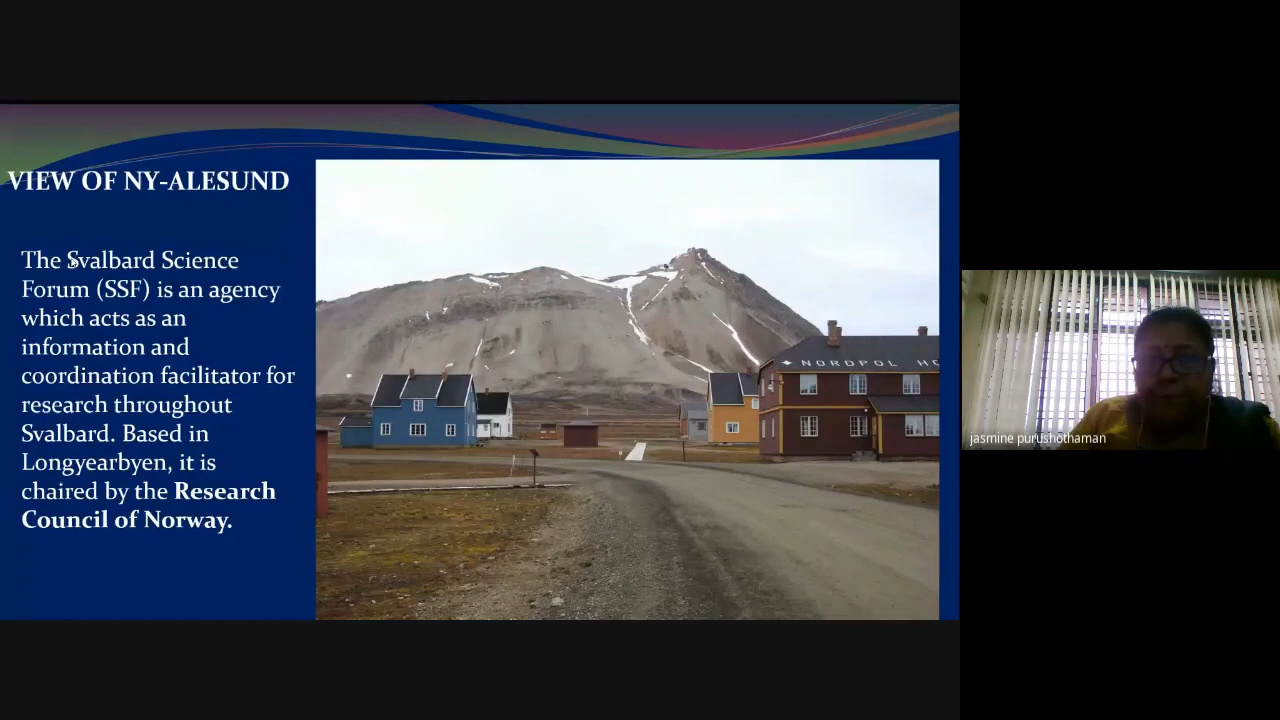 VIEW OF NY-ALESUND
The Svalbard Science
Forum (SSF) is an agency
which acts as an
information and
coordination facilitator for
research throughout
Svalbard. Based in
Longyearbyen, it is
chaired by the Research
Council of Norway.
NORDPOL HO
jasmine purushothaman